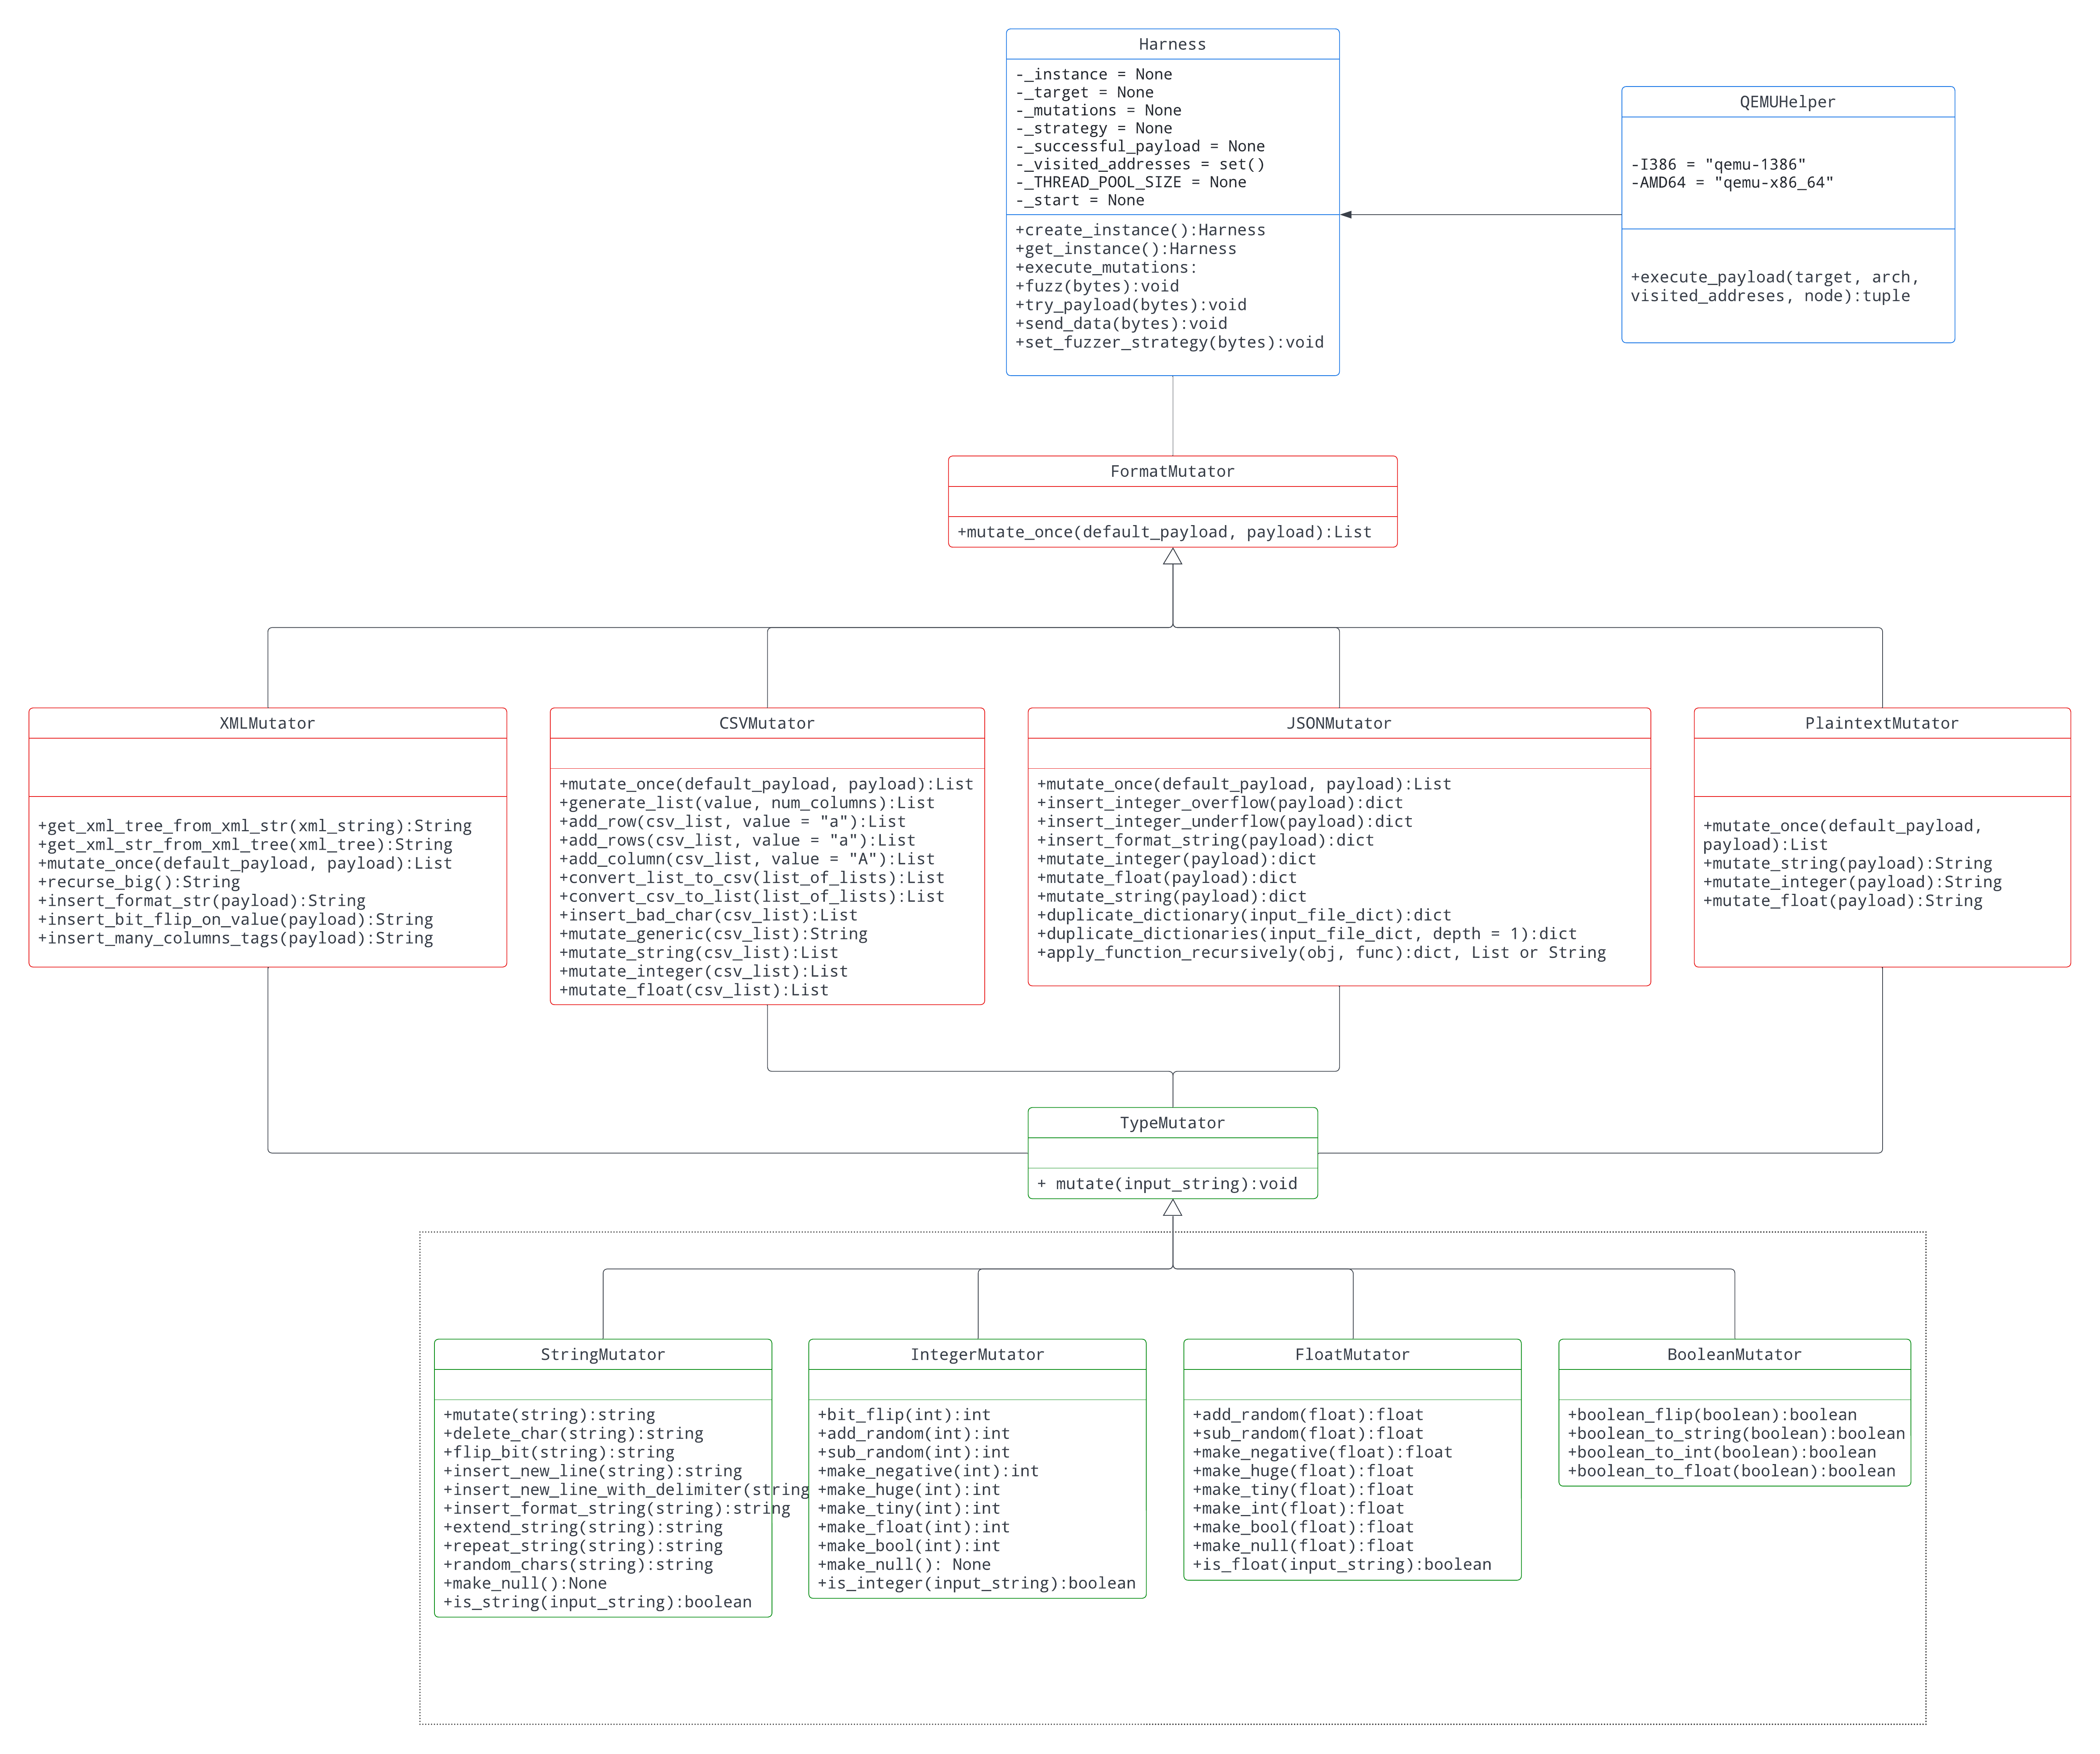 Harness
-_instance = None
-_target = None
-_mutations = None
-_strategy = None
-_successful_payload = None
-_visited_addresses = set()
-_THREAD_POOL_SIZE = None
-_start = None
+create_instance():Harness
+get_instance():Harness
+execute_mutations:
+fuzz(bytes):void
+try_payload(bytes):void
+send_data(bytes):void
+set_fuzzer_strategy(bytes):void
QEMUHelper
-I386 = "qemu-1386"
-AMD64 = "qemu-x86_64"
+execute_payload(target, arch,
visited_addreses, node):tuple
FormatMutator
+mutate_once(default_payload, payload):List
XMLMutator
+get_xml_tree_from_xml_str(xml_string):String
+get_xml_str_from_xml_tree(xml_tree):String
+mutate_once(default_payload, payload):List
+recurse_big():String
+insert_format_str(payload):String
+insert_bit_flip_on_value(payload):String
+insert_many_columns_tags(payload):String
CSVMutator
+mutate_once(default_payload, payload):List
+generate_list(value, num_columns):List
+add_row(csv_list, value = "a"):List
+add_rows(csv_list, value = "a"):List
+add_column(csv_list, value = "A"):List
+convert_list_to_csv(list_of_lists):List
+convert_csv_to_list(list_of_lists):List
+insert_bad_char(csv_list):List
+mutate_generic(csv_list):String
+mutate_string(csv_list):List
+mutate_integer(csv_list):List
+mutate_float(csv_list):List
JSONMutator
+mutate_once(default_payload, payload):List
+insert_integer_overflow(payload):dict
+insert_integer_underflow(payload):dict
+insert_format_string(payload):dict
+mutate_integer(payload):dict
+mutate_float(payload):dict
+mutate_string(payload):dict
+duplicate_dictionary(input_file_dict):dict
+duplicate_dictionaries(input_file_dict, depth = 1):dict
+apply_function_recursively(obj, func):dict, List or String
PlaintextMutator
+mutate_once(default_payload,
payload):List
+mutate_string(payload):String
+mutate_integer(payload):String
+mutate_float(payload):String
TypeMutator
+ mutate(input_string):void
StringMutator
+mutate(string):string
+delete_char(string):string
+flip_bit(string):string
+insert_new_line(string):string
+insert_new_line_with_delimiter(string
+insert_format_string(string):string
+extend_string(string):string
+repeat_string(string):string
+random_chars(string):string
+make_null():None
+is_string(input_string):boolean
IntegerMutator
+bit_flip(int):int
+add_random(int):int
+sub_random(int):int
+make_negative(int):int
+make_huge(int):int
+make_tiny(int):int
+make_float(int):int
+make_bool(int):int
+make_null(): None
+is_integer(input_string):boolean
FloatMutator
+add_random(float):float
+sub_random(float):float
+make_negative(float):float
+make_huge(float):float
+make_tiny(float):float
+make_int(float):float
+make_bool(float):float
+make_null(float):float
+is_float(input_string):boolean
BooleanMutator
+boolean_flip(boolean):boolean
+boolean_to_string(boolean):boolean
+boolean_to_int(boolean):boolean
+boolean_to_float(boolean):boolean